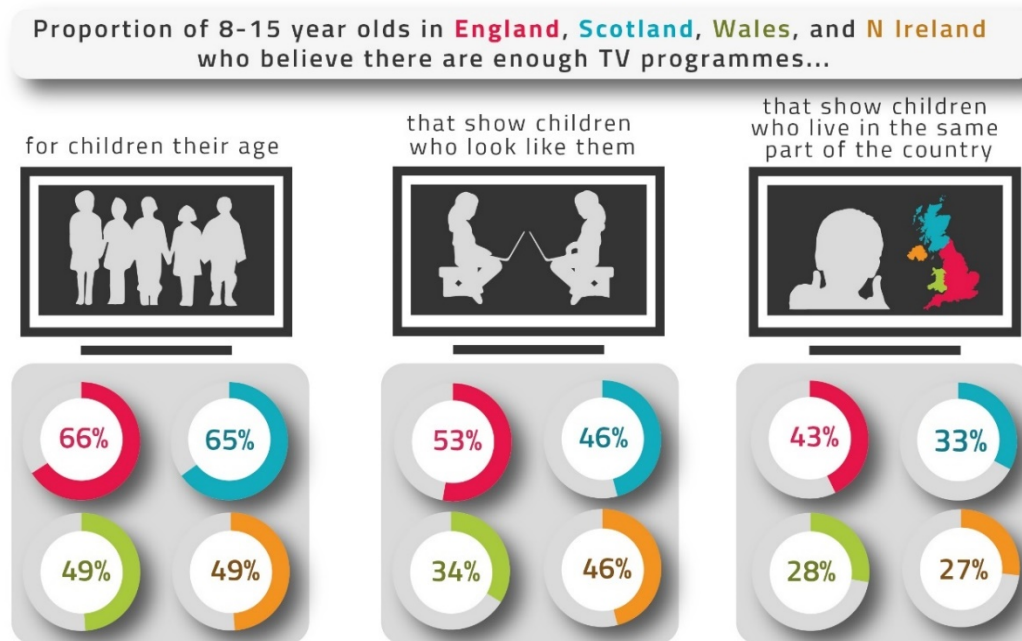 Proportion of 8-15 year olds in England, Scotland, Wales, and N Ireland
who believe there are enough TV programmes...
for children their age
that show children
who look like them
that show children
who live in the same
part of the country
66% 65%
49% 49%
53% 46%
34% 46%
43% 33%
28% 27%